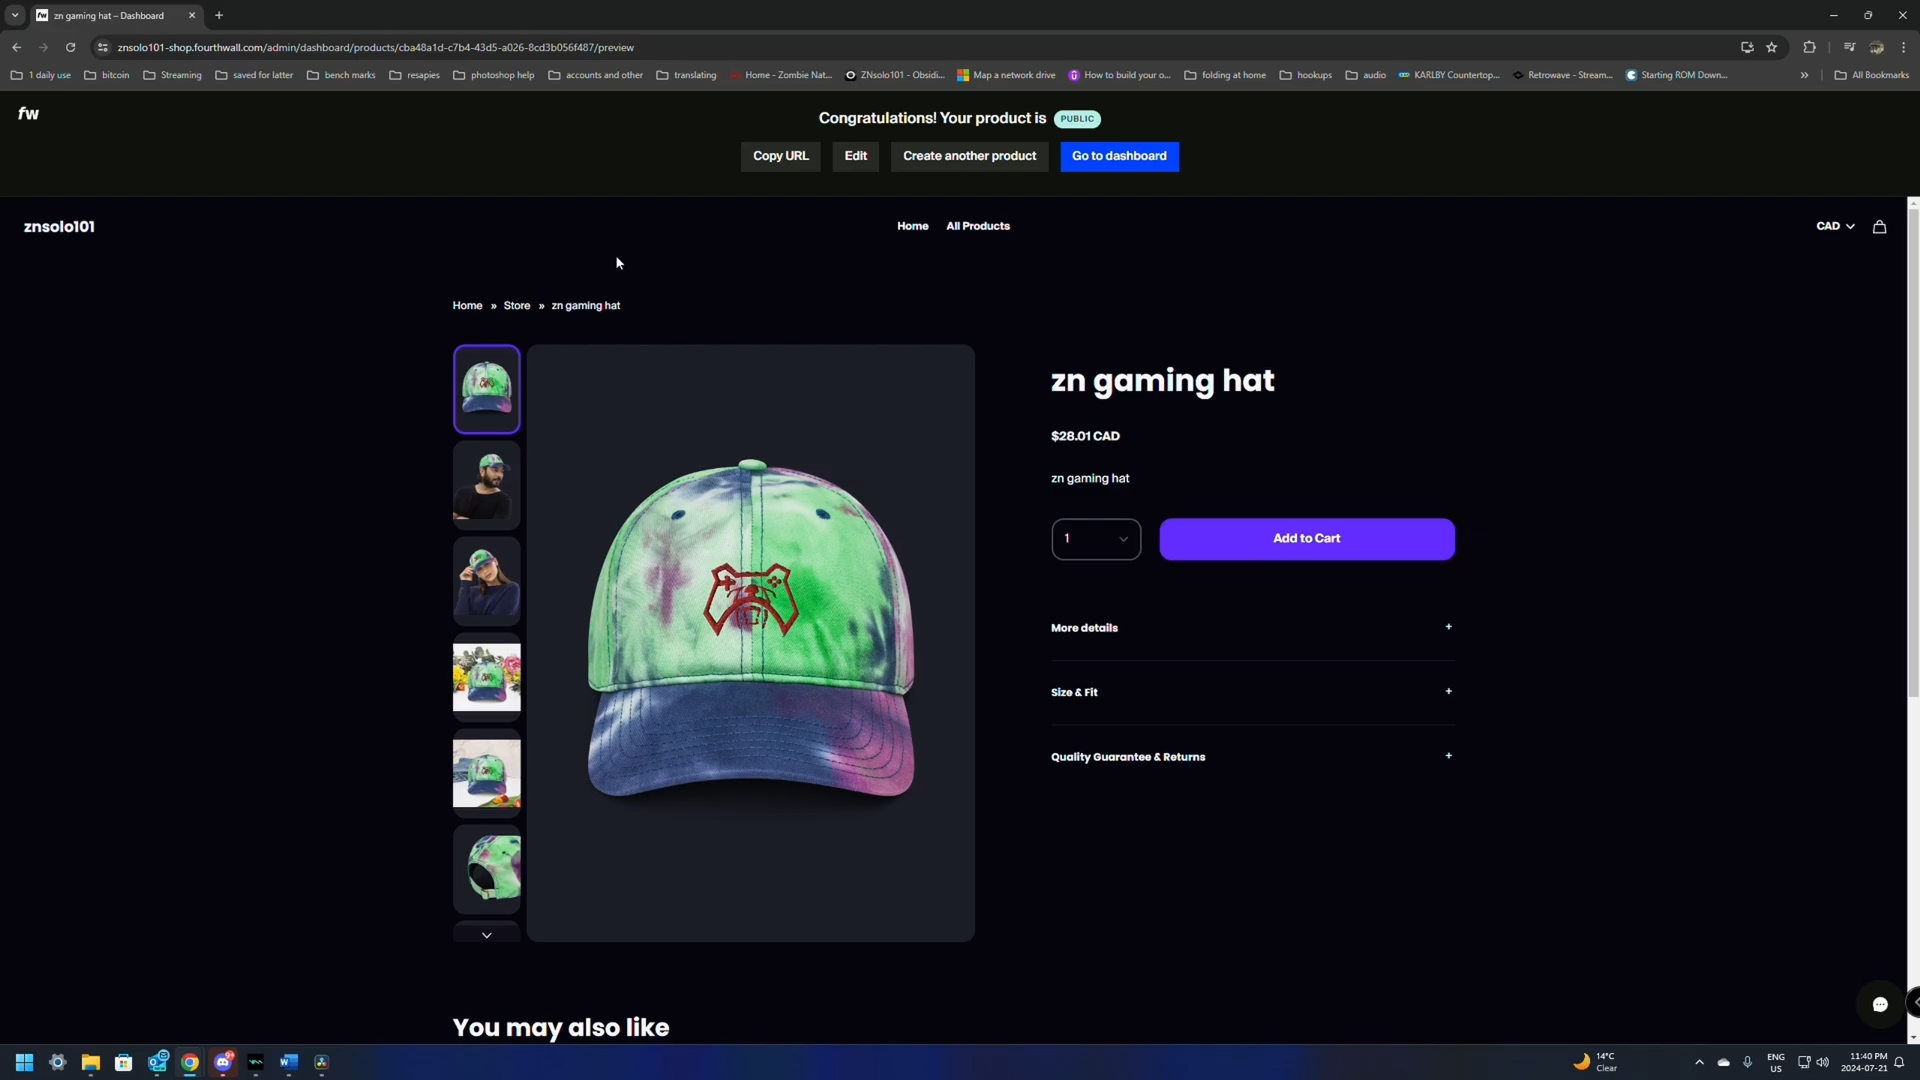 zn gaming hat – Dashboard
znsolo101-shop.fourthwall.com/admin/dashboard/products/cba48a1d-c7b4-43d5-a026-8cd3b056f487/preview
1 daily use
bitcoin
Streaming
saved for latter
bench marks
resapies
photoshop help
accounts and other
translating
Home - Zombie Nat...
ZNsolo101 - Obsidi...
Map a network drive
How to build your o...
folding at home
hookups
audio
KARLBY Countertop...
Retrowave - Stream...
Starting ROM Down...
All Bookmarks
fw
Congratulations! Your product is PUBLIC
Copy URL
Edit
Create another product
Go to dashboard
znsolo101
Home
All Products
CAD
Home » Store » zn gaming hat
zn gaming hat
$28.01 CAD
zn gaming hat
1
Add to Cart
More details
Size & Fit
Quality Guarantee & Returns
You may also like
14°C
Clear
ENG
US
11:40 PM
2024-07-21